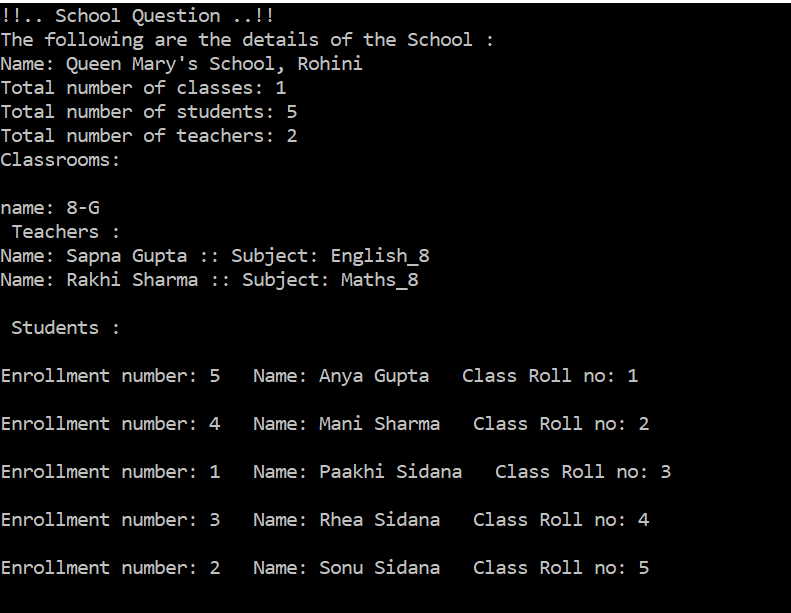 !!.. School Question ..!!
The following are the details of the School :
Name: Queen Mary's School, Rohini
Total number of classes: 1
Total number of students: 5
Total number of teachers: 2
Classrooms:
name: 8-G
Teachers :
Name: Sapna Gupta :: Subject: English_8
Name: Rakhi Sharma :: Subject: Maths_8
Students :
Enrollment number: 5   Name: Anya Gupta   Class Roll no: 1
Enrollment number: 4   Name: Mani Sharma   Class Roll no: 2
Enrollment number: 1   Name: Paakhi Sidana   Class Roll no: 3
Enrollment number: 3   Name: Rhea Sidana   Class Roll no: 4
Enrollment number: 2   Name: Sonu Sidana   Class Roll no: 5